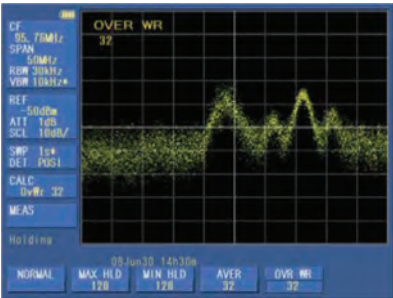 CF
95.78MHz
SPAN
50MHz
RBW 30kHz
VBW 10kHz*
REF
-50dBm
ATT 1dB
SCL 10dB/
SWP 1s*
DET POS1
CALC
OvWr 32
MEAS
Holding
OVER WR
32
08Jun30 14h30m
NORMAL
MAX HLD
128
MIN HLD
128
AVER
32
OVR WR
32